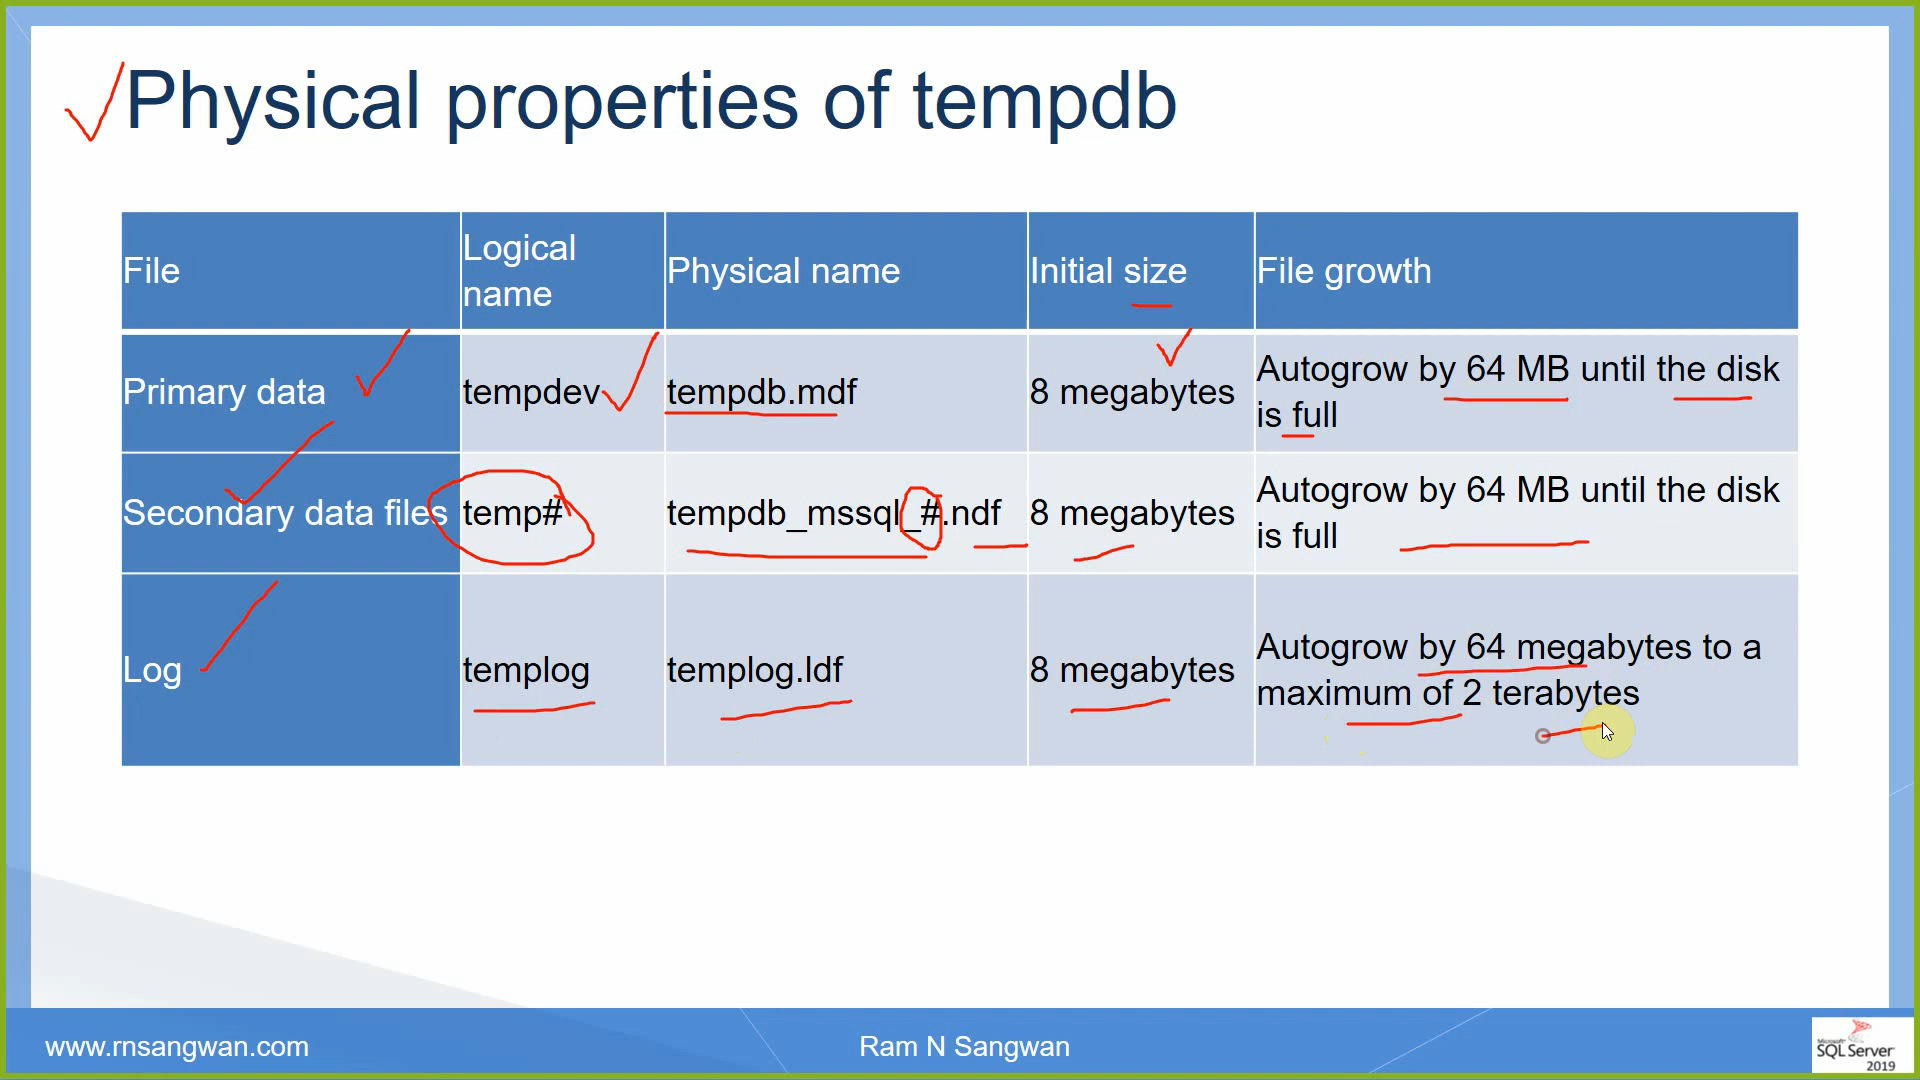 Physical properties of tempdb
File
Logical
name
Physical name
Initial size
File growth
Primary data
tempdev
tempdb.mdf
8 megabytes
Autogrow by 64 MB until the disk
is full
Secondary data files
temp#
tempdb_mssql_#.ndf
8 megabytes
Autogrow by 64 MB until the disk
is full
Log
templog
templog.ldf
8 megabytes
Autogrow by 64 megabytes to a
maximum of 2 terabytes
www.rnsangwan.com
Ram N Sangwan
Microsoft
SQL Server
2019